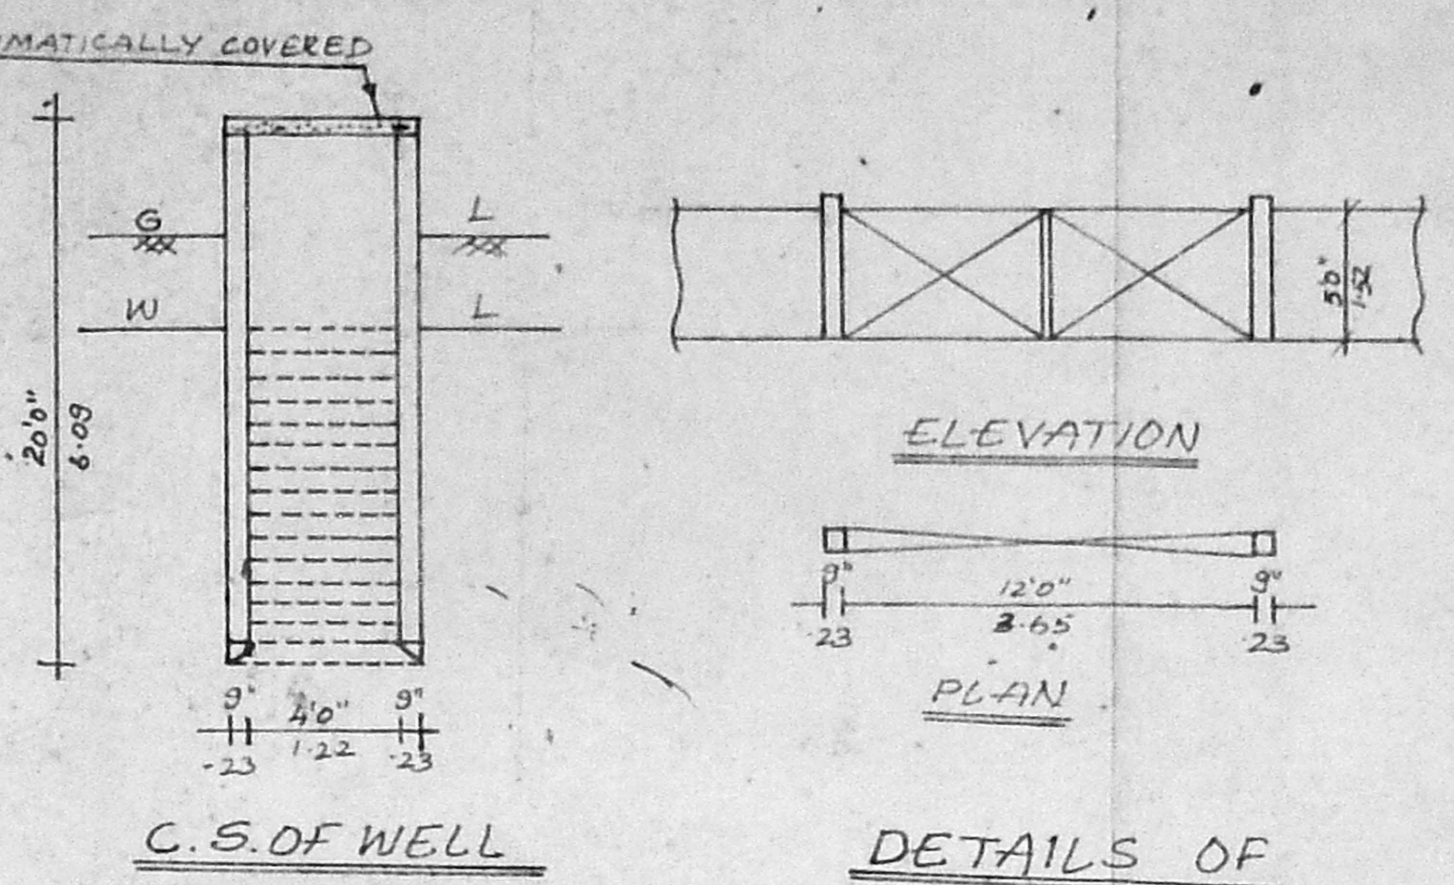 COVERED
G L
W L
20'0"
6.09
9" 4'0" 9"
.23 1.22 .23
C.S.OF WELL
5'0"
1.52
ELEVATION
9" 12'0" 9"
.23 3.65 .23
PLAN
DETAILS OF